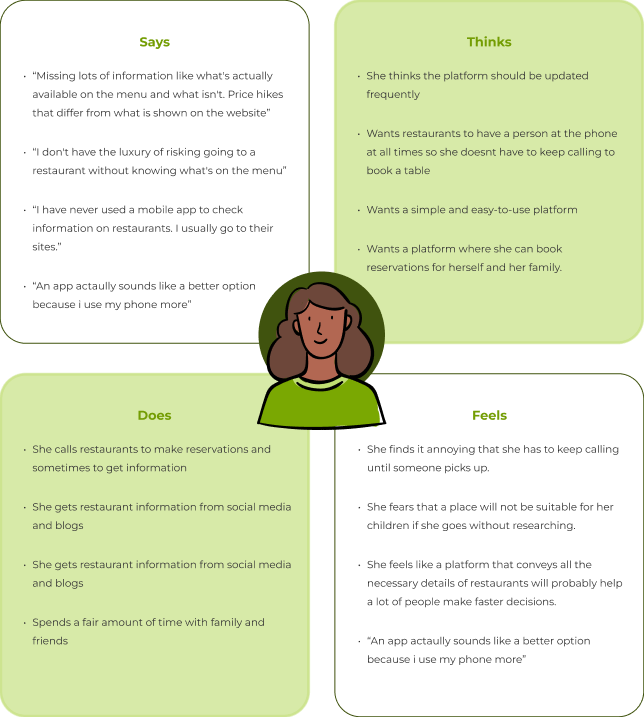 Says
• “Missing lots of information like what's actually
available on the menu and what isn't. Price hikes
that differ from what is shown on the website”
• “I don't have the luxury of risking going to a
restaurant without knowing what's on the menu”
• “I have never used a mobile app to check
information on restaurants. I usually go to their
sites.”
• “An app actaully sounds like a better option
because i use my phone more”
Thinks
• She thinks the platform should be updated
frequently
• Wants restaurants to have a person at the phone
at all times so she doesnt have to keep calling to
book a table
• Wants a simple and easy-to-use platform
• Wants a platform where she can book
reservations for herself and her family.
Does
• She calls restaurants to make reservations and
sometimes to get information
• She gets restaurant information from social media
and blogs
• She gets restaurant information from social media
and blogs
• Spends a fair amount of time with family and
friends
Feels
• She finds it annoying that she has to keep calling
until someone picks up.
• She fears that a place will not be suitable for her
children if she goes without researching.
• She feels like a platform that conveys all the
necessary details of restaurants will probably help
a lot of people make faster decisions.
• “An app actaully sounds like a better option
because i use my phone more”